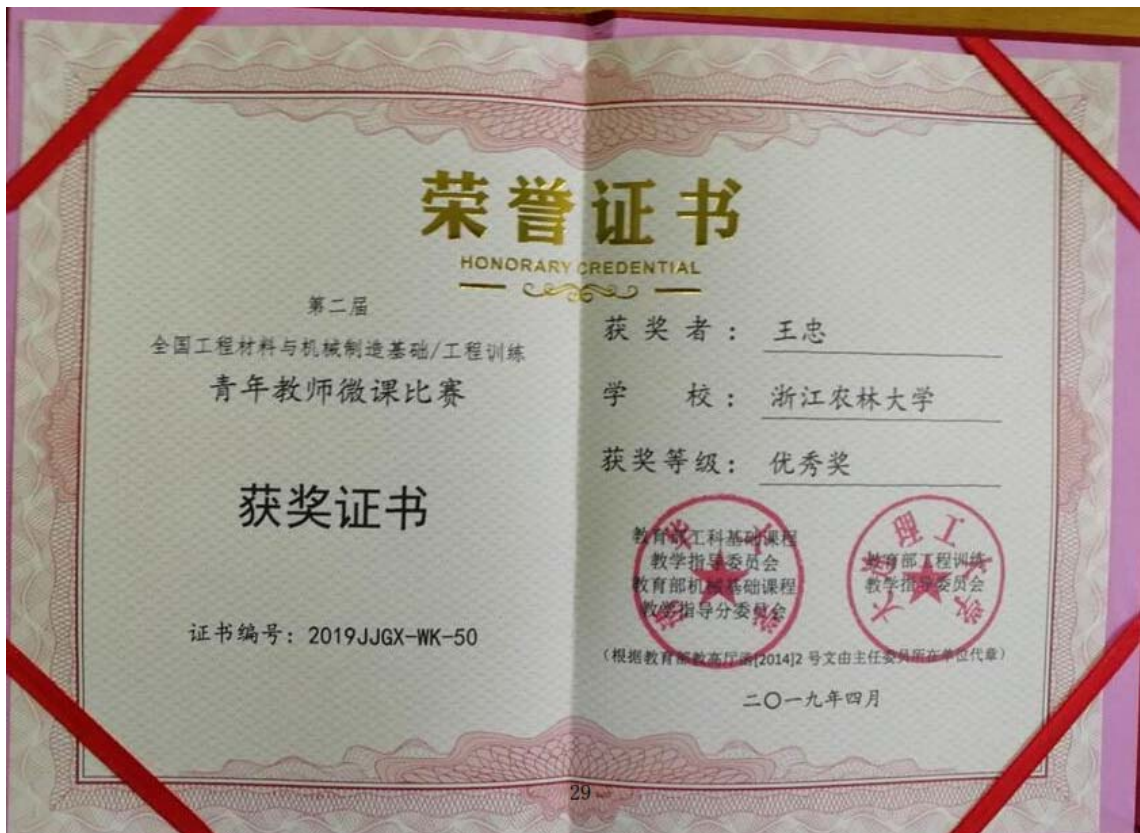 荣誉证书
HONORARY CREDENTIAL
第二届
全国工程材料与机械制造基础/工程训练
青年教师微课比赛
获奖证书
证书编号：2019JJGX-WK-50
获奖者：王忠
学校：浙江农林大学
获奖等级：优秀奖
教育部工科基础课程
教学指导委员会
教育部机械基础课程
教学指导分委员会
教育部工程训练
教学指导委员会
大连理工大学
（根据教育部教高厅函[2014]2号文由主任委员所在单位代章）
二〇一九年四月
29